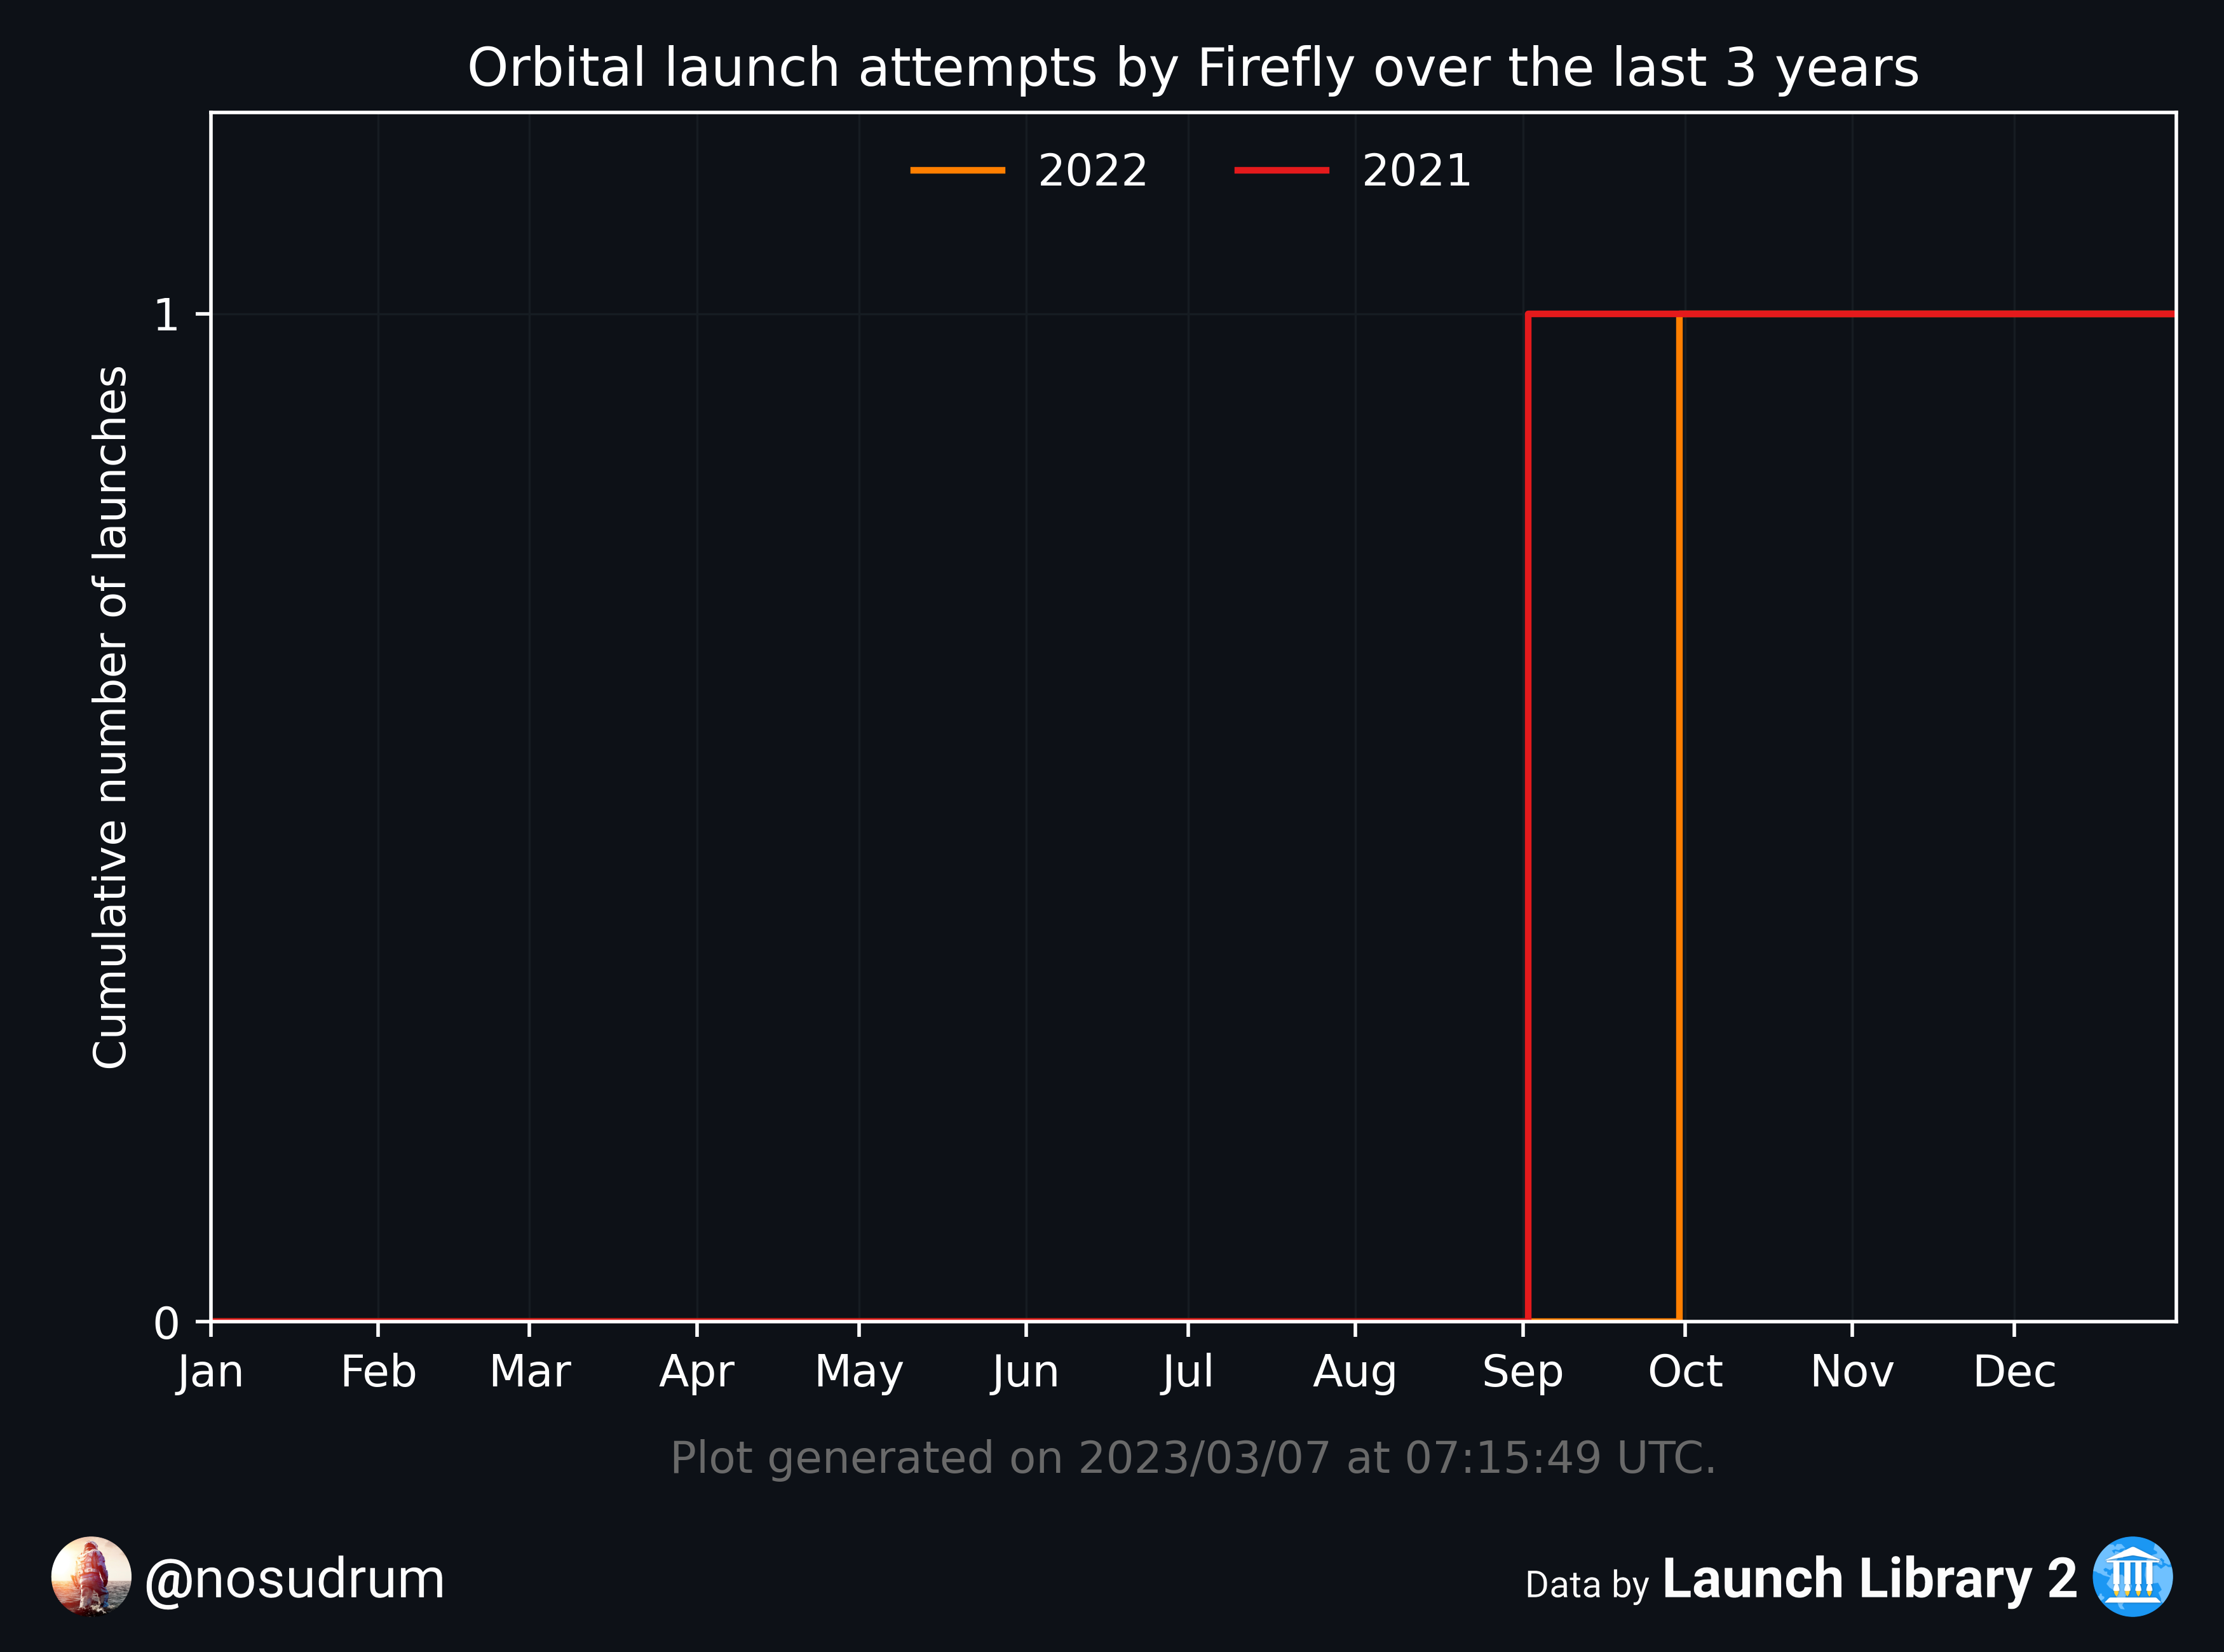 Orbital launch attempts by Firefly over the last 3 years
2022 2021
Cumulative number of launches
1
0
Jan Feb Mar Apr May Jun Jul Aug Sep Oct Nov Dec
Plot generated on 2023/03/07 at 07:15:49 UTC.
@nosudrum
Data by Launch Library 2